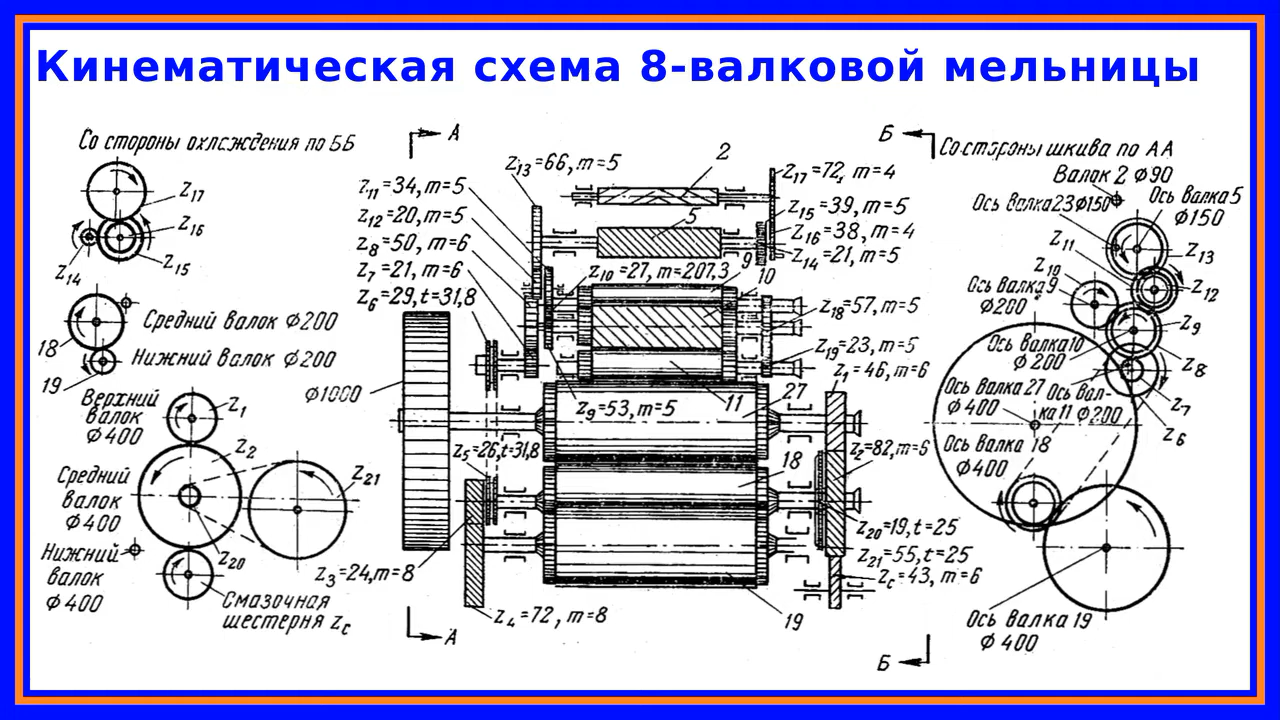 Кинематическая схема 8-валковой мельницы
Со стороны охлаждения по ББ
z17
z16
z15
z14
18
Средний валок Ф200
Нижний валок Ф200
19
Верхний
валок
Ф400
z1
z2
z21
Средний
валок
Ф400
z20
Нижний
валок
Ф400
Смазочная
шестерня zс
А
z13=66, m=5
2
z11=34, m=5
z12=20, m=5
z8=50, m=6
z7=21, m=6
z6=29, t=31,8
Ф1000
5
z17=72, m=4
z15=39, m=5
z16=38, m=4
z14=21, m=5
9
10
z10=27, m=207,3
z18=57, m=5
z19=23, m=5
z1=46, m=6
11
27
z9=53, m=5
z5=26, t=31,8
18
z2=82, m=6
z20=19, t=25
z21=55, t=25
zс=43, m=6
z3=24, m=8
z4=72, m=8
19
А
Б
Б
Со стороны шкива по АА
Валок 2 Ф90
Ось валка 23 Ф150
Ось валка 5
Ф150
z11
z13
z10
z12
Ось валка 9
Ф200
z9
Ось валка 10
Ф200
z8
Ось валка 27
Ф400
Ось вал-
ка 11 Ф200
z7
z6
Ось валка 18
Ф400
Ось валка 19
Ф400